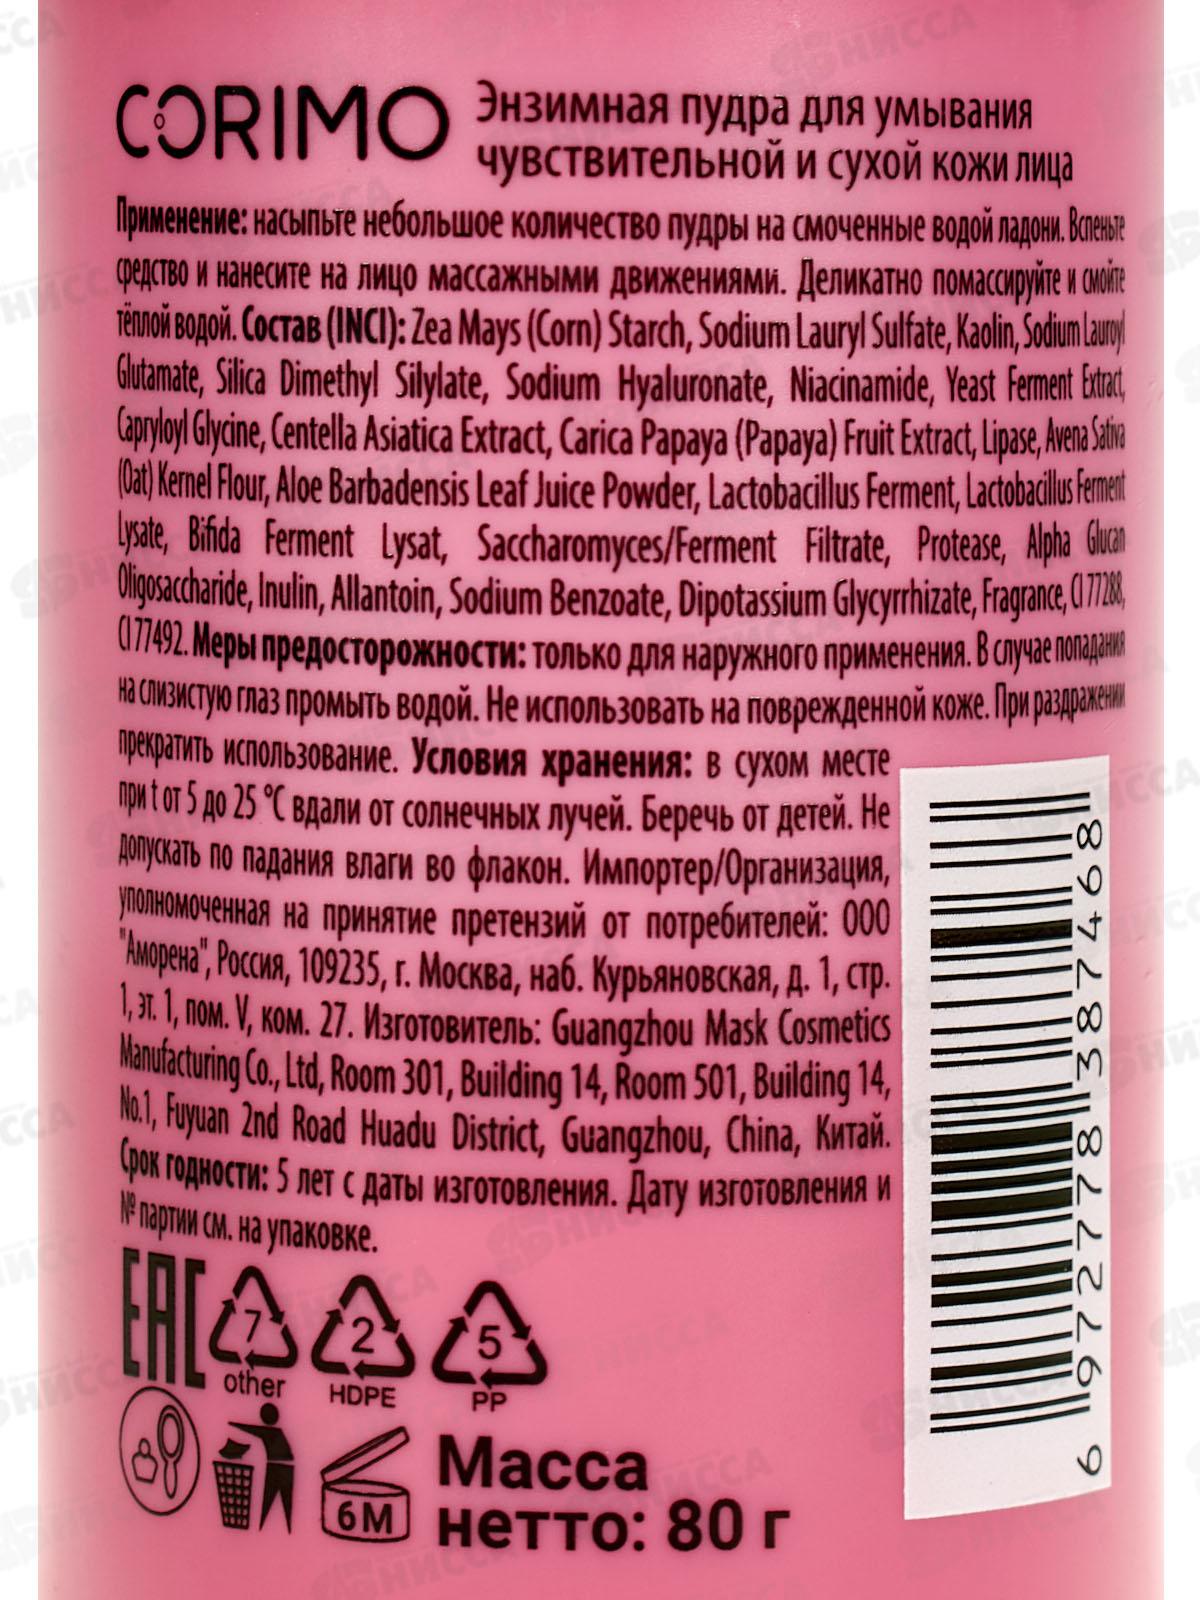 CORIMO
Энзимная пудра для умывания
чувствительной и сухой кожи лица
Применение: насыпьте небольшое количество пудры на смоченные водой ладони. Вспеньте
средство и нанесите на лицо массажными движениями. Деликатно помассируйте и смойте
тёплой водой. Состав (INCI): Zea Mays (Corn) Starch, Sodium Lauryl Sulfate, Kaolin, Sodium Lauroyl
Glutamate, Silica Dimethyl Silylate, Sodium Hyaluronate, Niacinamide, Yeast Ferment Extract,
Capryloyl Glycine, Centella Asiatica Extract, Carica Papaya (Papaya) Fruit Extract, Lipase, Avena Sativa
(Oat) Kernel Flour, Aloe Barbadensis Leaf Juice Powder, Lactobacillus Ferment, Lactobacillus Ferment
Lysate, Bifida Ferment Lysat, Saccharomyces/Ferment Filtrate, Protease, Alpha Glucan
Oligosaccharide, Inulin, Allantoin, Sodium Benzoate, Dipotassium Glycyrrhizate, Fragrance, CI 77288,
CI 77492. Меры предосторожности: только для наружного применения. В случае попадания
на слизистую глаз промыть водой. Не использовать на поврежденной коже. При раздражении
прекратить использование. Условия хранения: в сухом месте
при t от 5 до 25 °C вдали от солнечных лучей. Беречь от детей. Не
допускать по падания влаги во флакон. Импортер/Организация,
уполномоченная на принятие претензий от потребителей: ООО
"Аморена", Россия, 109235, г. Москва, наб. Курьяновская, д. 1, стр.
1, эт. 1, пом. V, ком. 27. Изготовитель: Guangzhou Mask Cosmetics
Manufacturing Co., Ltd, Room 301, Building 14, Room 501, Building 14,
No.1, Fuyuan 2nd Road Huadu District, Guangzhou, China, Китай.
Срок годности: 5 лет с даты изготовления. Дату изготовления и
№ партии см. на упаковке.
EAC
7
other
2
HDPE
5
PP
6M
Масса
нетто: 80 г
6 972778 387468
НИССА